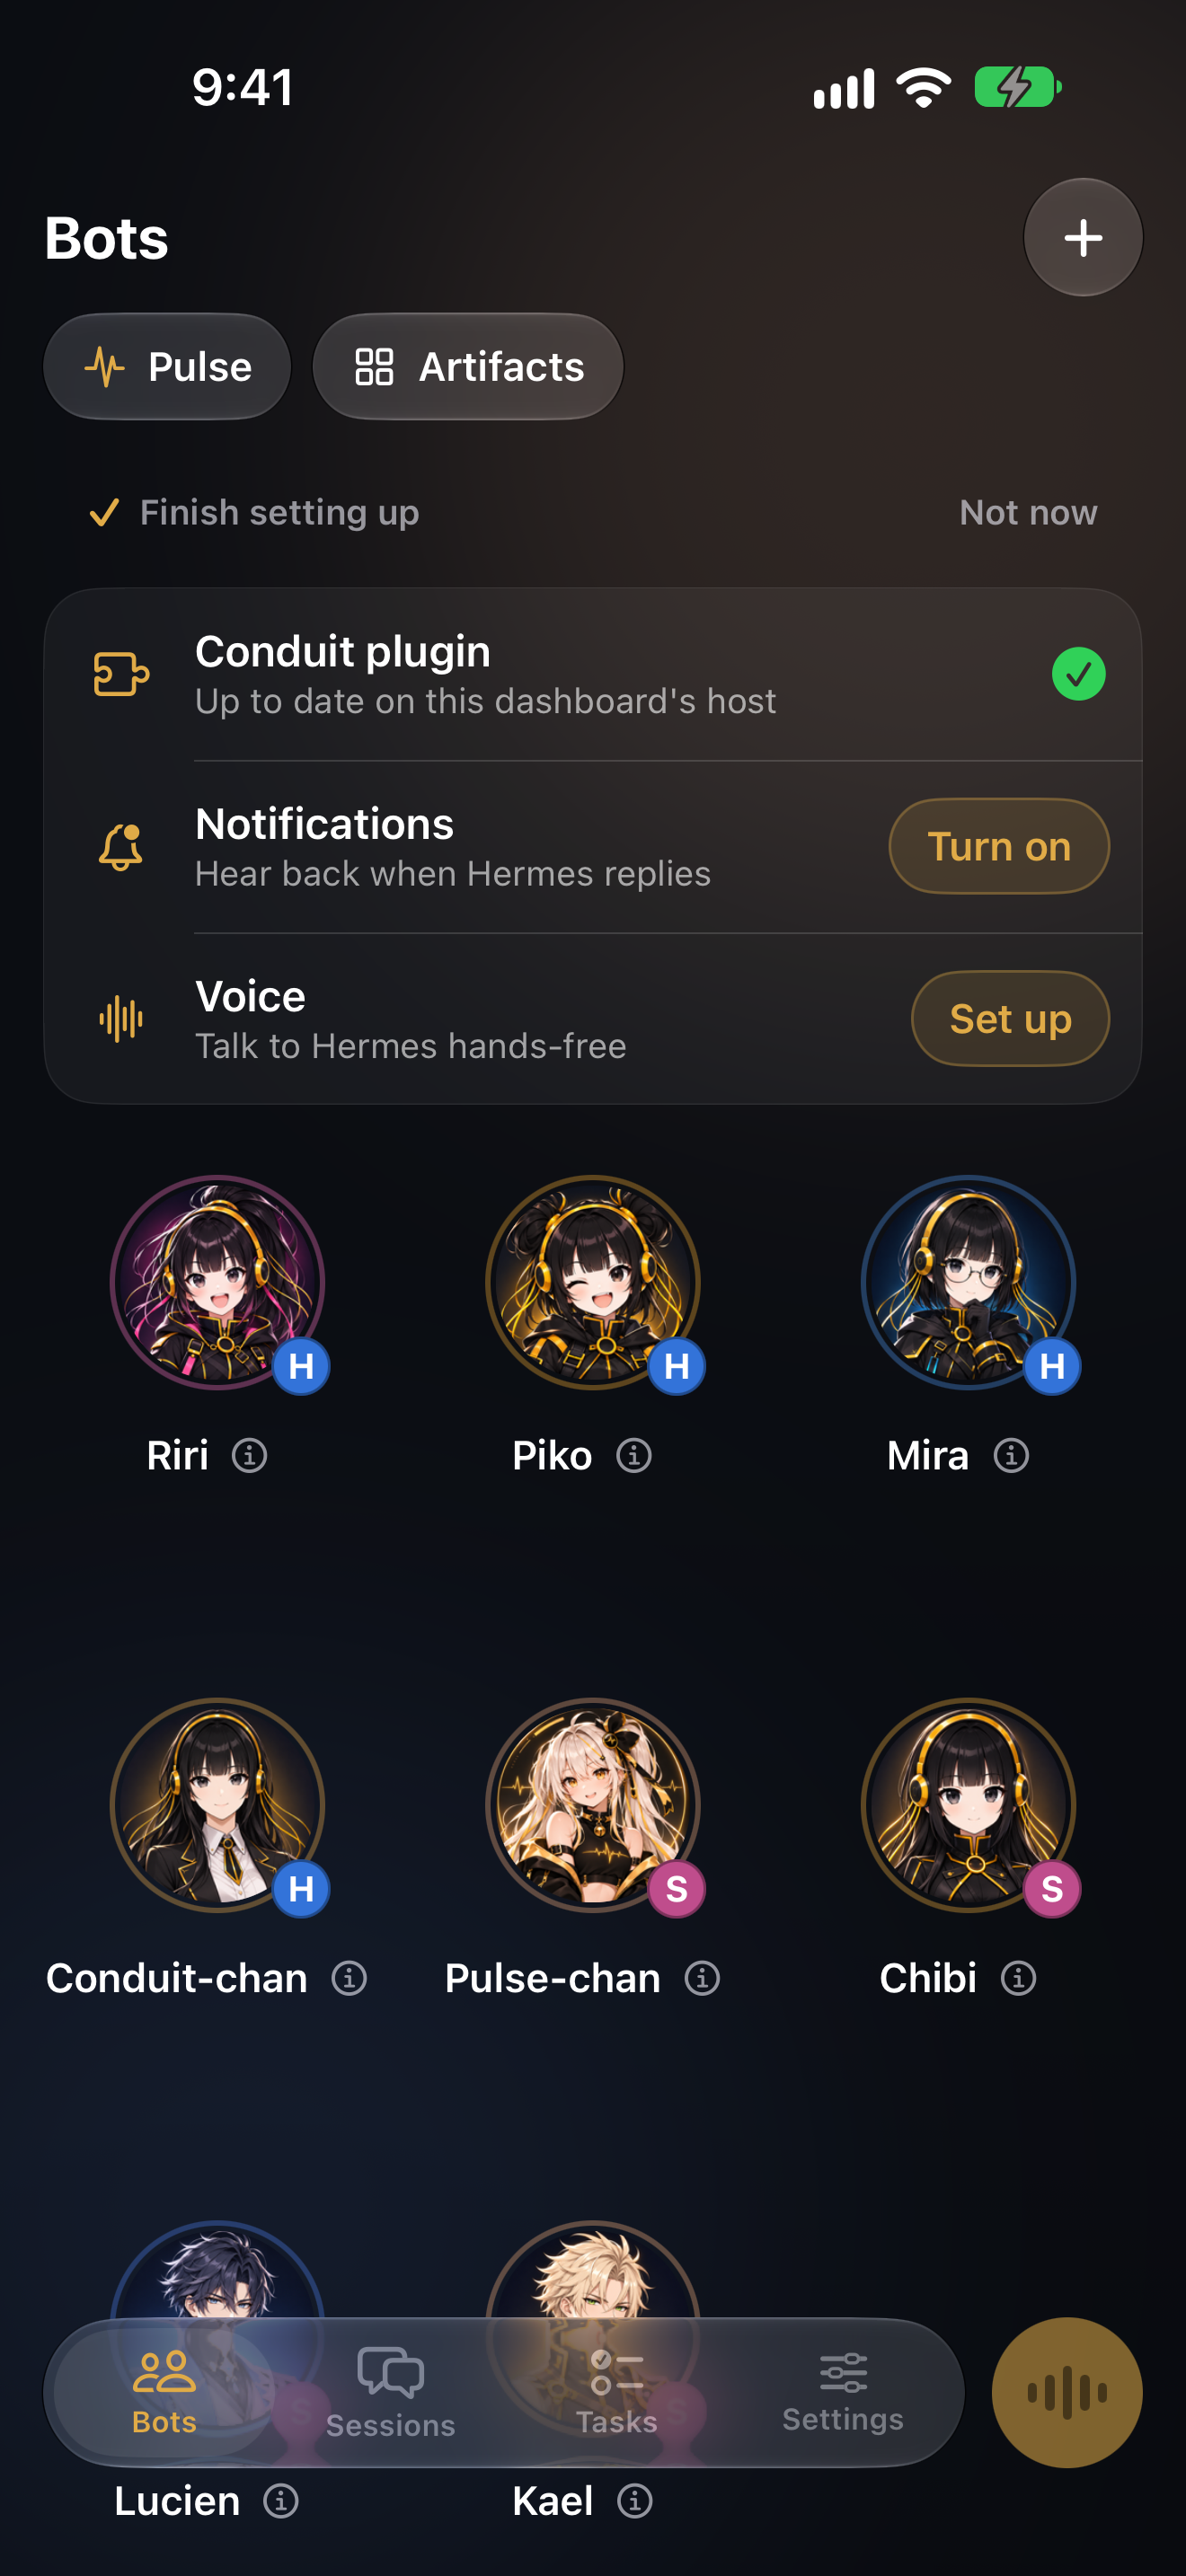 9:41
Bots
Pulse
Artifacts
Finish setting up
Not now
Conduit plugin
Up to date on this dashboard's host
Notifications
Hear back when Hermes replies
Turn on
Voice
Talk to Hermes hands-free
Set up
H
H
H
Riri
Piko
Mira
H
S
S
Conduit-chan
Pulse-chan
Chibi
S
S
Bots
Sessions
Tasks
Settings
Lucien
Kael